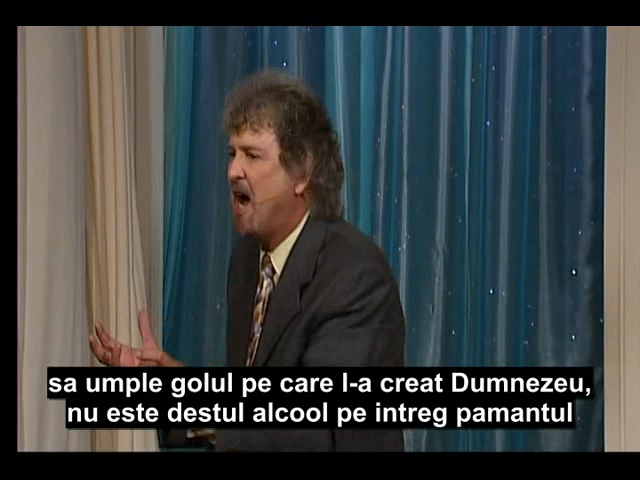 sa umple golul pe care l-a creat Dumnezeu,
nu este destul alcool pe intreg pamantul